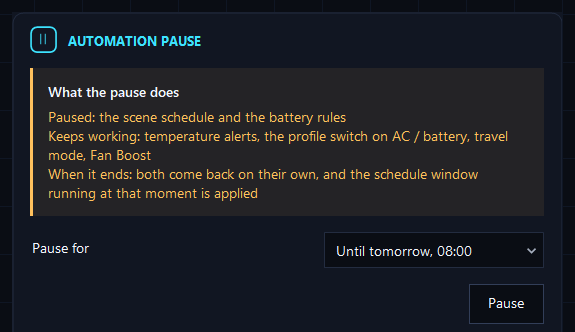 AUTOMATION PAUSE
What the pause does
Paused: the scene schedule and the battery rules
Keeps working: temperature alerts, the profile switch on AC / battery, travel
mode, Fan Boost
When it ends: both come back on their own, and the schedule window
running at that moment is applied
Pause for
Until tomorrow, 08:00
Pause